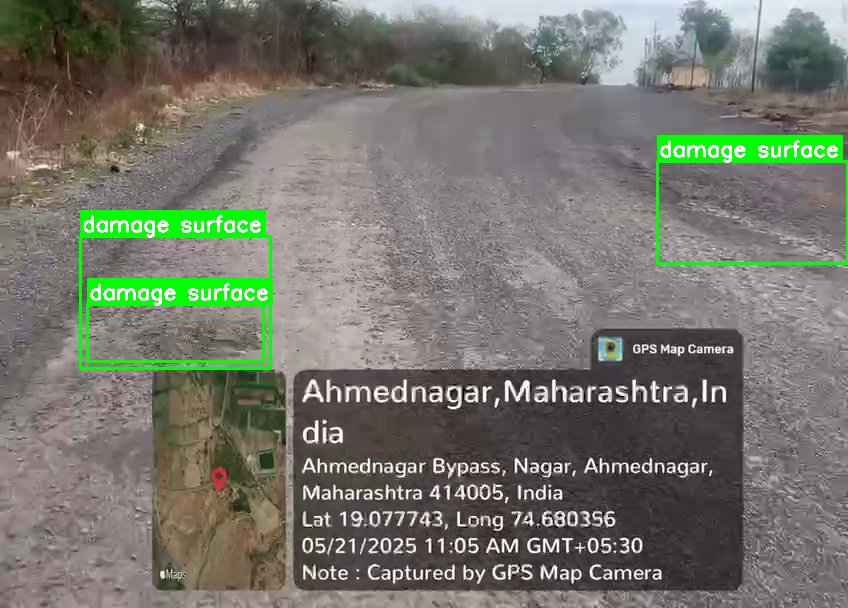 damage surface
damage surface
damage surface
GPS Map Camera
Ahmednagar,Maharashtra,In
dia
Ahmednagar Bypass, Nagar, Ahmednagar,
Maharashtra 414005, India
Lat 19.077743, Long 74.680356
05/21/2025 11:05 AM GMT+05:30
Note : Captured by GPS Map Camera
Maps